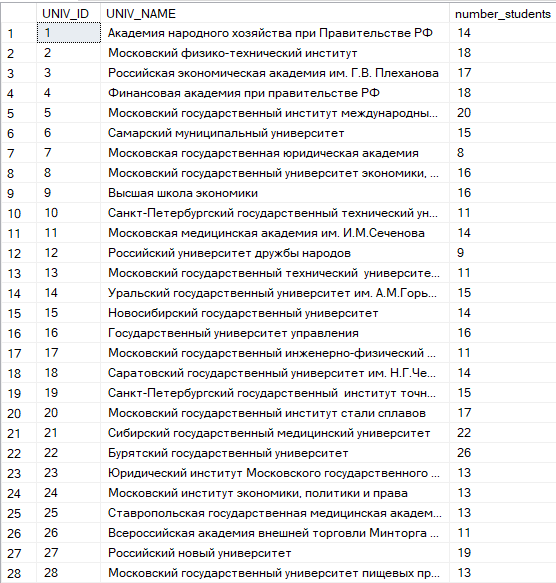 UNIV_ID UNIV_NAME number_students
1 1 Академия народного хозяйства при Правительстве РФ 14
2 2 Московский физико-технический институт 18
3 3 Российская экономическая академия им. Г.В. Плеханова 17
4 4 Финансовая академия при правительстве РФ 18
5 5 Московский государственный институт международны... 20
6 6 Самарский муниципальный университет 15
7 7 Московская государственная юридическая академия 8
8 8 Московский государственный университет экономики, ... 16
9 9 Высшая школа экономики 16
10 10 Санкт-Петербургский государственный технический ун... 11
11 11 Московская медицинская академия им. И.М.Сеченова 14
12 12 Российский университет дружбы народов 9
13 13 Московский государственный технический университе... 11
14 14 Уральский государственный университет им. А.М.Горь... 15
15 15 Новосибирский государственный университет 14
16 16 Государственный университет управления 16
17 17 Московский государственный инженерно-физический ... 11
18 18 Саратовский государственный университет им. Н.Г.Че... 14
19 19 Санкт-Петербургский государственный институт точн... 15
20 20 Московский государственный институт стали сплавов 17
21 21 Сибирский государственный медицинский университет 22
22 22 Бурятский государственный университет 26
23 23 Юридический институт Московского государственного ... 13
24 24 Московский институт экономики, политики и права 13
25 25 Ставропольская государственная медицинская академ... 13
26 26 Всероссийская академия внешней торговли Минторга ... 11
27 27 Российский новый университет 19
28 28 Московский государственный университет пищевых пр... 13